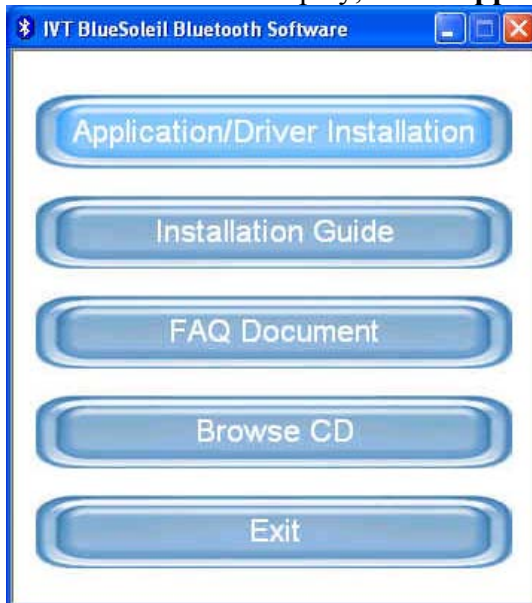 IVT BlueSoleil Bluetooth Software
Application/Driver Installation
Installation Guide
FAQ Document
Browse CD
Exit